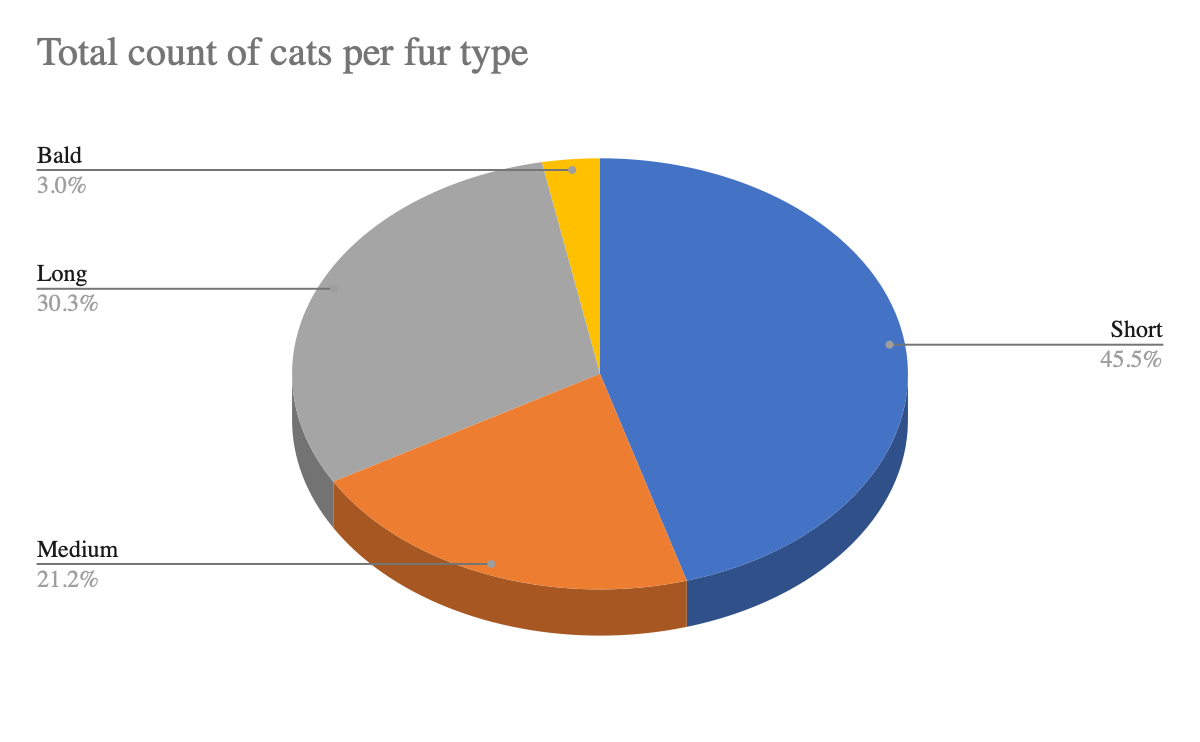 Total count of cats per fur type
Bald
3.0%
Long
30.3%
Short
45.5%
Medium
21.2%